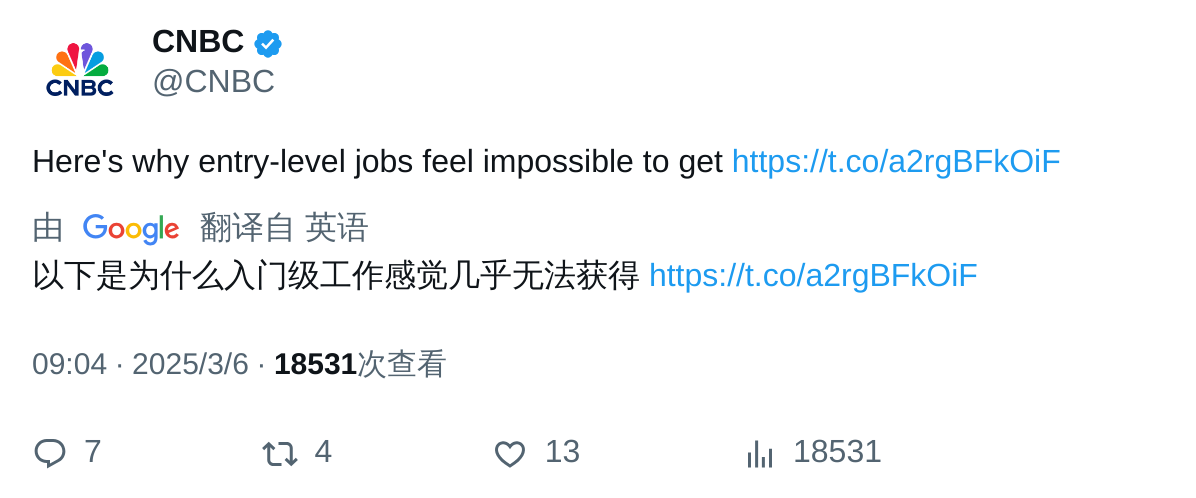 CNBC
CNBC
@CNBC
Here's why entry-level jobs feel impossible to get https://t.co/a2rgBFkOiF
由 Google 翻译自 英语
以下是为什么入门级工作感觉几乎无法获得 https://t.co/a2rgBFkOiF
09:04 · 2025/3/6 · 18531次查看
7 4 13 18531